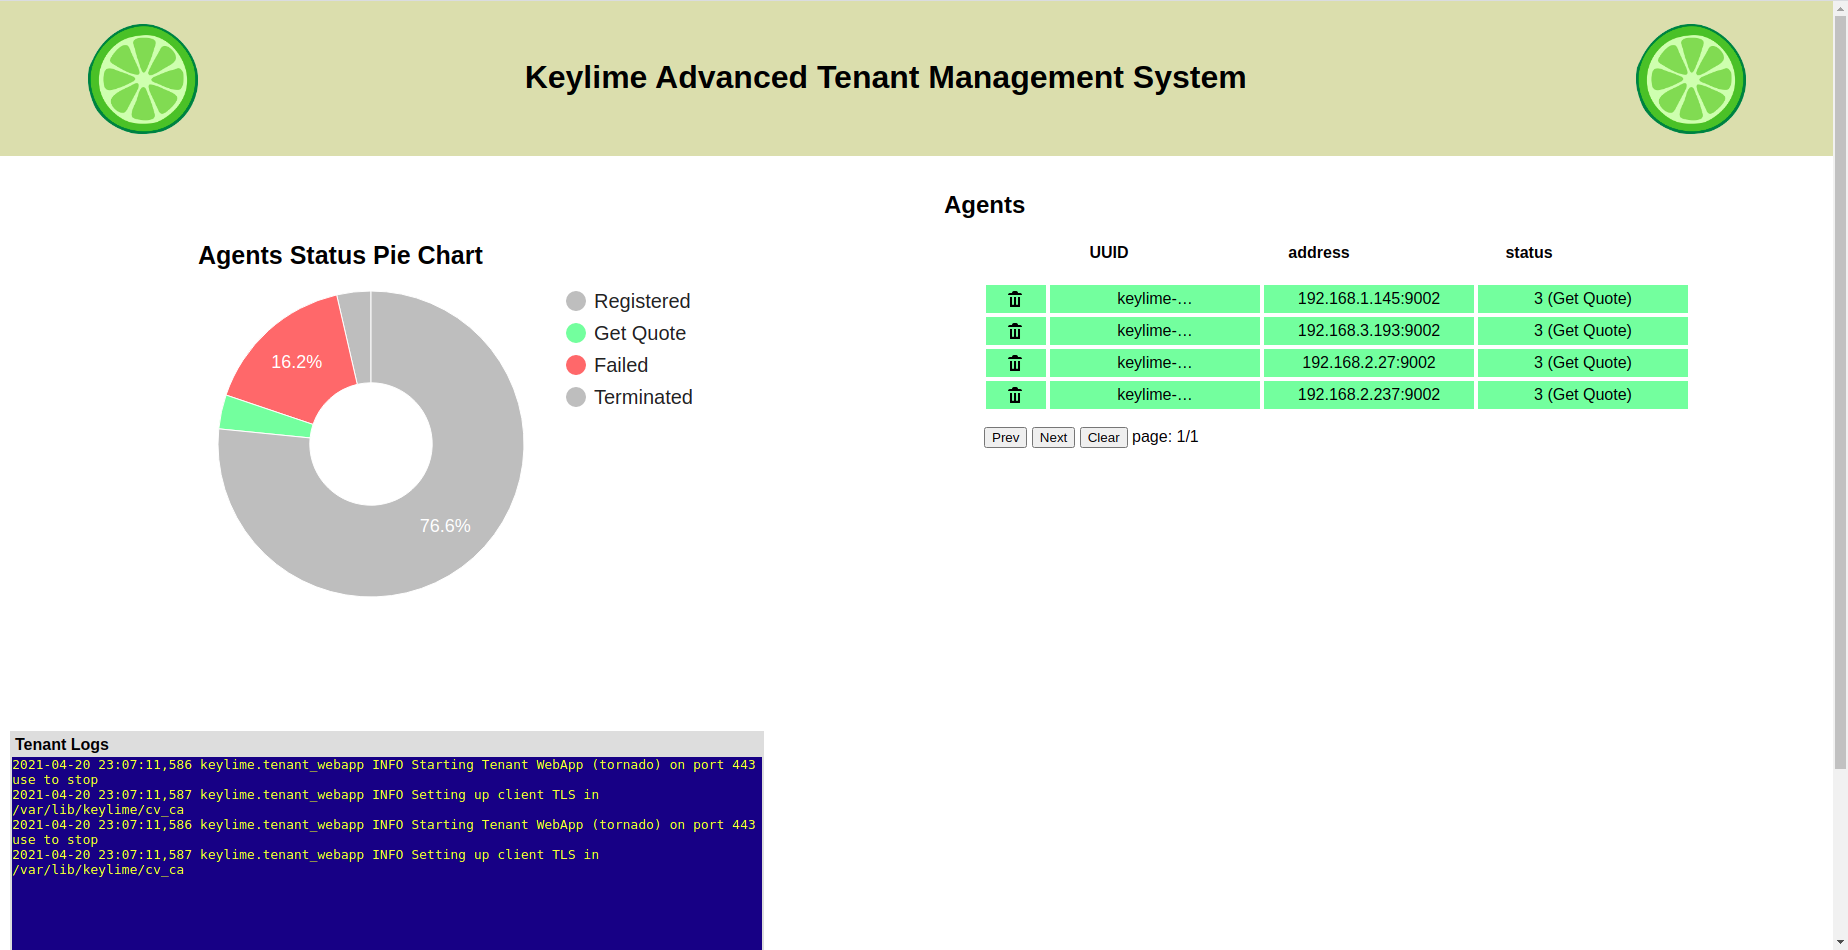 Keylime Advanced Tenant Management System
Agents Status Pie Chart
Registered
Get Quote
Failed
Terminated
16.2%
76.6%
Agents
UUID address status
keylime-… 192.168.1.145:9002 3 (Get Quote)
keylime-… 192.168.3.193:9002 3 (Get Quote)
keylime-… 192.168.2.27:9002 3 (Get Quote)
keylime-… 192.168.2.237:9002 3 (Get Quote)
Prev Next Clear page: 1/1
Tenant Logs
2021-04-20 23:07:11,586 keylime.tenant_webapp INFO Starting Tenant WebApp (tornado) on port 443
use to stop
2021-04-20 23:07:11,587 keylime.tenant_webapp INFO Setting up client TLS in
/var/lib/keylime/cv_ca
2021-04-20 23:07:11,586 keylime.tenant_webapp INFO Starting Tenant WebApp (tornado) on port 443
use to stop
2021-04-20 23:07:11,587 keylime.tenant_webapp INFO Setting up client TLS in
/var/lib/keylime/cv_ca